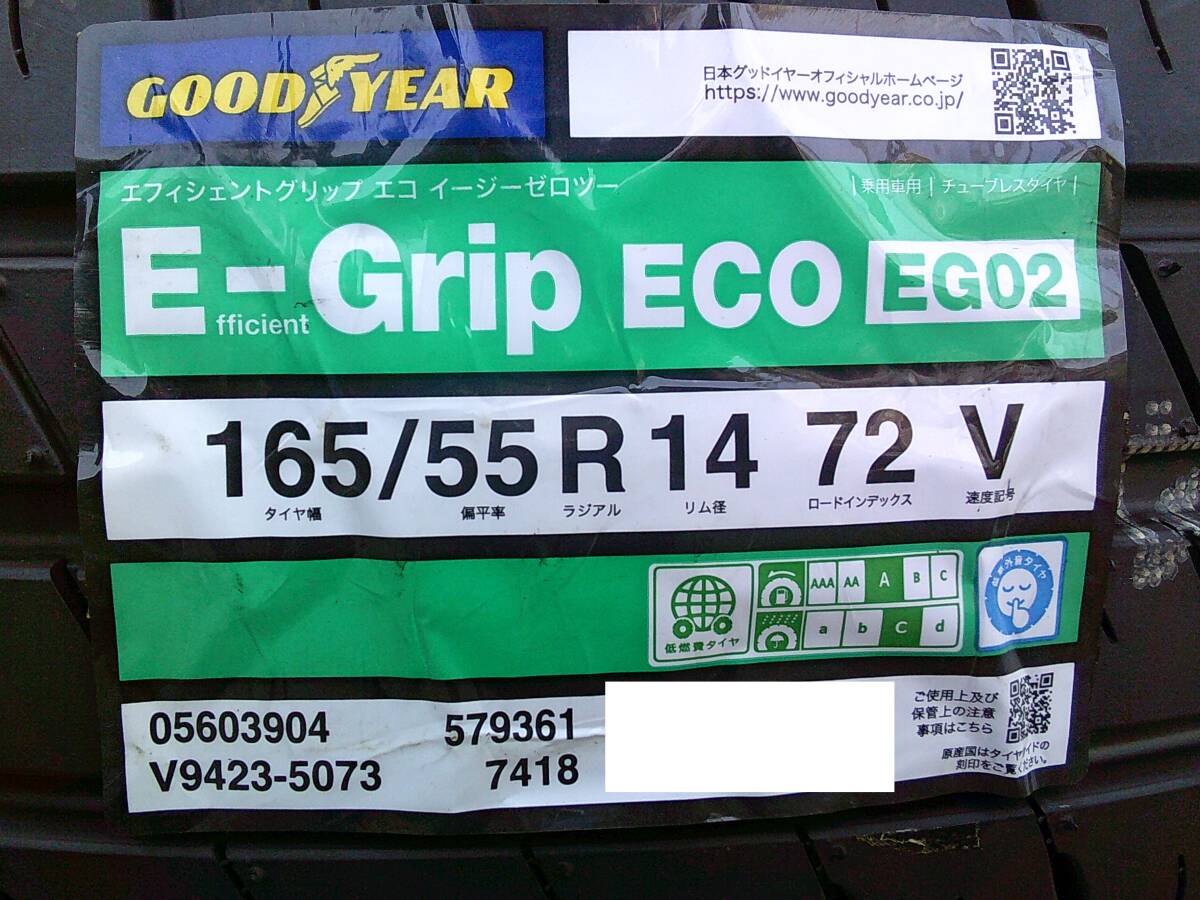 GOODYEAR
日本グッドイヤーオフィシャルホームページ
https://www.goodyear.co.jp/
エフィシェントグリップ エコ イージーゼロツー
|乗用車用| チューブレスタイヤ|
E-Grip ECO EG02
fficient
165/55 R 14 72 V
タイヤ幅 偏平率 ラジアル リム径 ロードインデックス 速度記号
AAA AA A B C
a b c d
低燃費タイヤ
低車外音タイヤ
05603904 579361
V9423-5073 7418
ご使用上及び
保管上の注意
事項はこちら
原産国はタイヤサイドの
刻印をご覧ください。